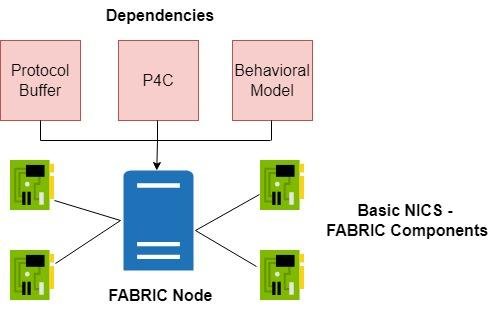 Dependencies
Protocol
Buffer
P4C
Behavioral
Model
Basic NICS -
FABRIC Components
FABRIC Node